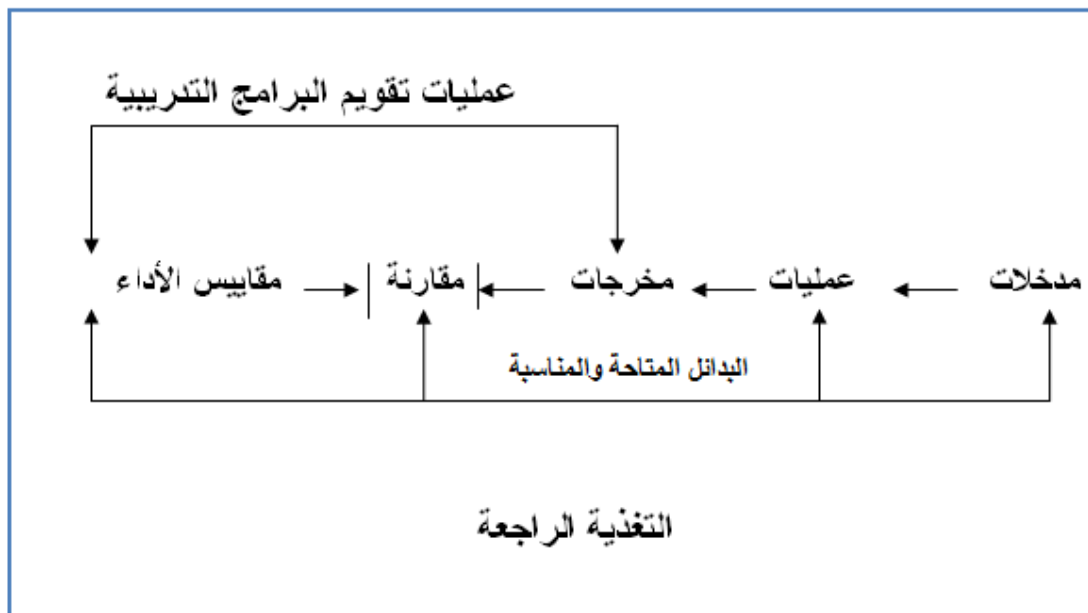 عمليات تقويم البرامج التدريبية
مدخلات عمليات مخرجات مقارنة مقاييس الأداء
البدائل المتاحة والمناسبة
التغذية الراجعة